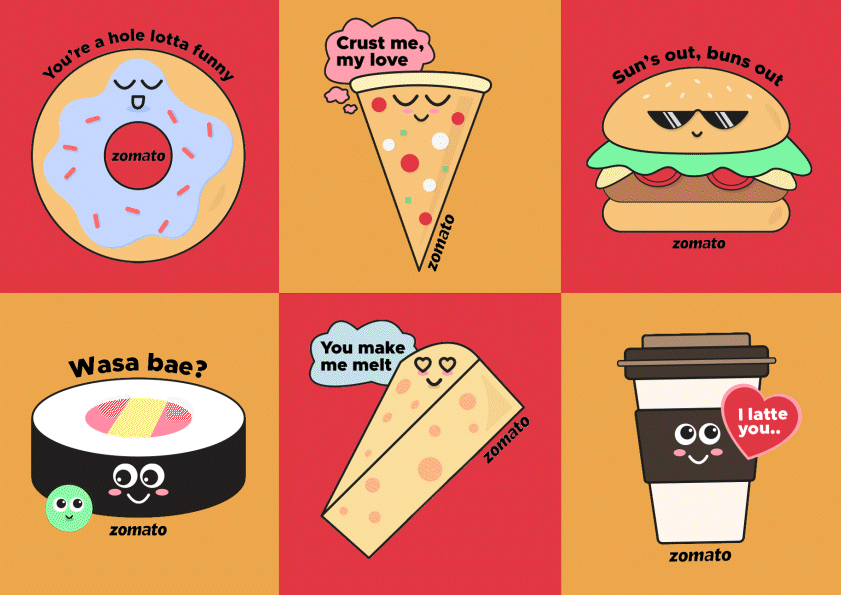 You're a hole lotta funny
zomato
Crust me,
my love
zomato
Sun's out, buns out
zomato
Wasa bae?
zomato
You make
me melt
zomato
I latte
you..
zomato